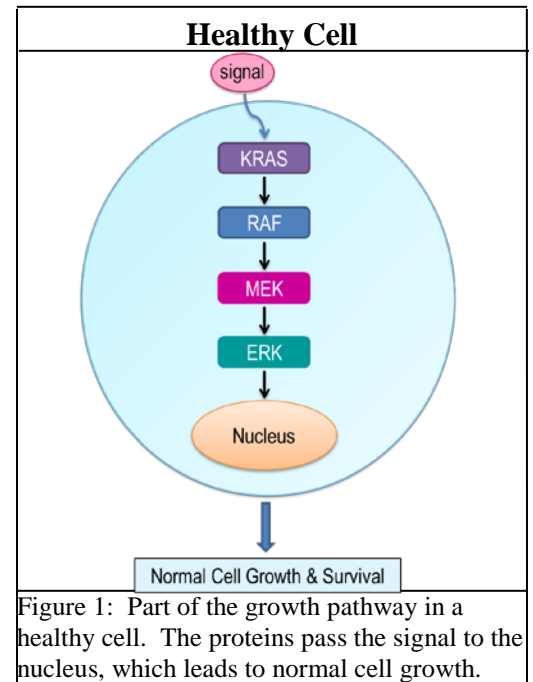 Healthy Cell
signal
KRAS
RAF
MEK
ERK
Nucleus
Normal Cell Growth & Survival
Figure 1: Part of the growth pathway in a
healthy cell. The proteins pass the signal to the
nucleus, which leads to normal cell growth.